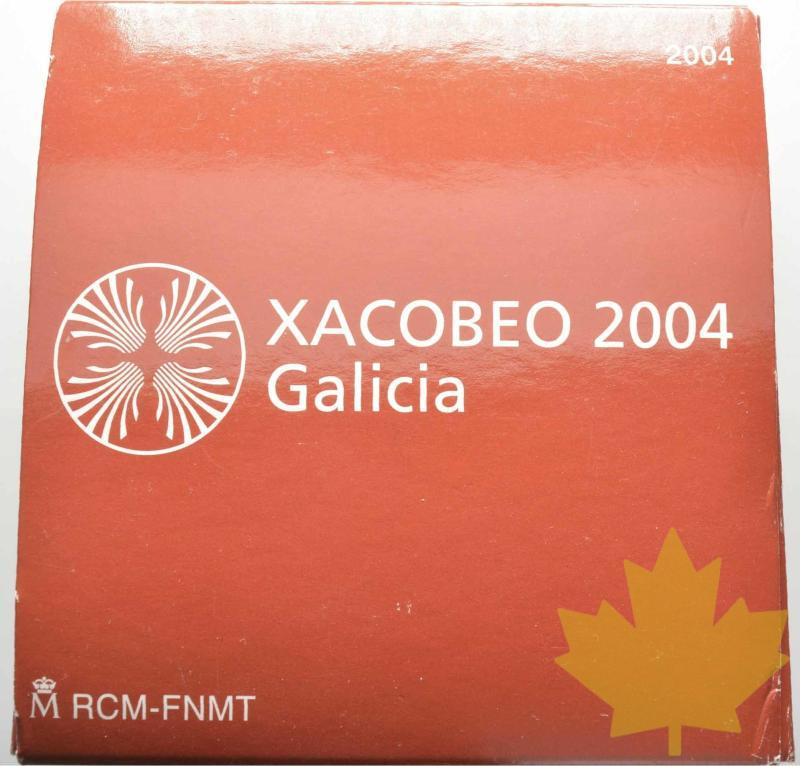 2004
XACOBEO 2004
Galicia
M RCM-FNMT